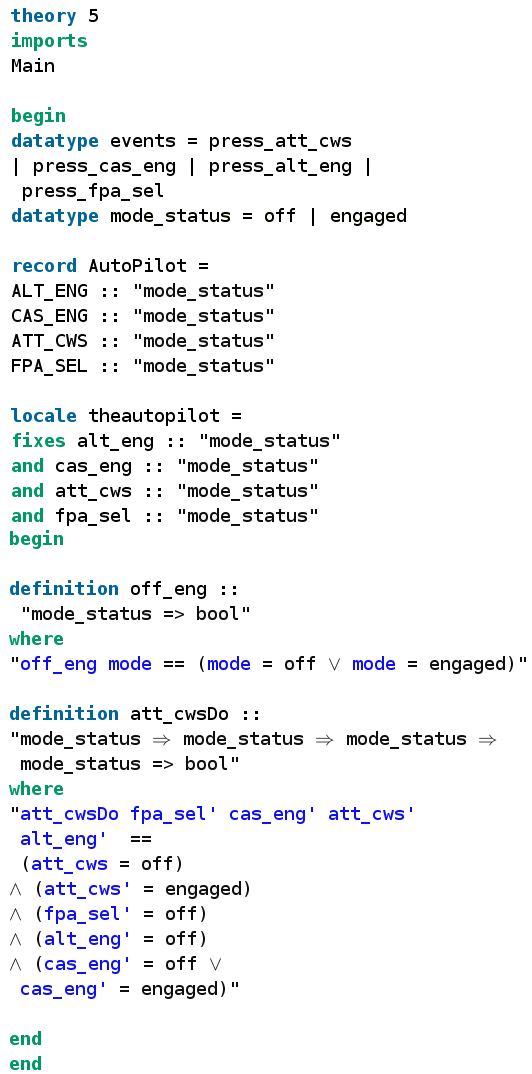 theory 5
imports
Main
begin
datatype events = press_att_cws
| press_cas_eng | press_alt_eng |
press_fpa_sel
datatype mode_status = off | engaged
record AutoPilot =
ALT_ENG :: "mode_status"
CAS_ENG :: "mode_status"
ATT_CWS :: "mode_status"
FPA_SEL :: "mode_status"
locale theautopilot =
fixes alt_eng :: "mode_status"
and cas_eng :: "mode_status"
and att_cws :: "mode_status"
and fpa_sel :: "mode_status"
begin
definition off_eng ::
"mode_status => bool"
where
"off_eng mode == (mode = off ∨ mode = engaged)"
definition att_cwsDo ::
"mode_status ⇒ mode_status ⇒ mode_status ⇒
mode_status => bool"
where
"att_cwsDo fpa_sel' cas_eng' att_cws'
alt_eng'  ==
(att_cws = off)
∧ (att_cws' = engaged)
∧ (fpa_sel' = off)
∧ (alt_eng' = off)
∧ (cas_eng' = off ∨
cas_eng' = engaged)"
end
end